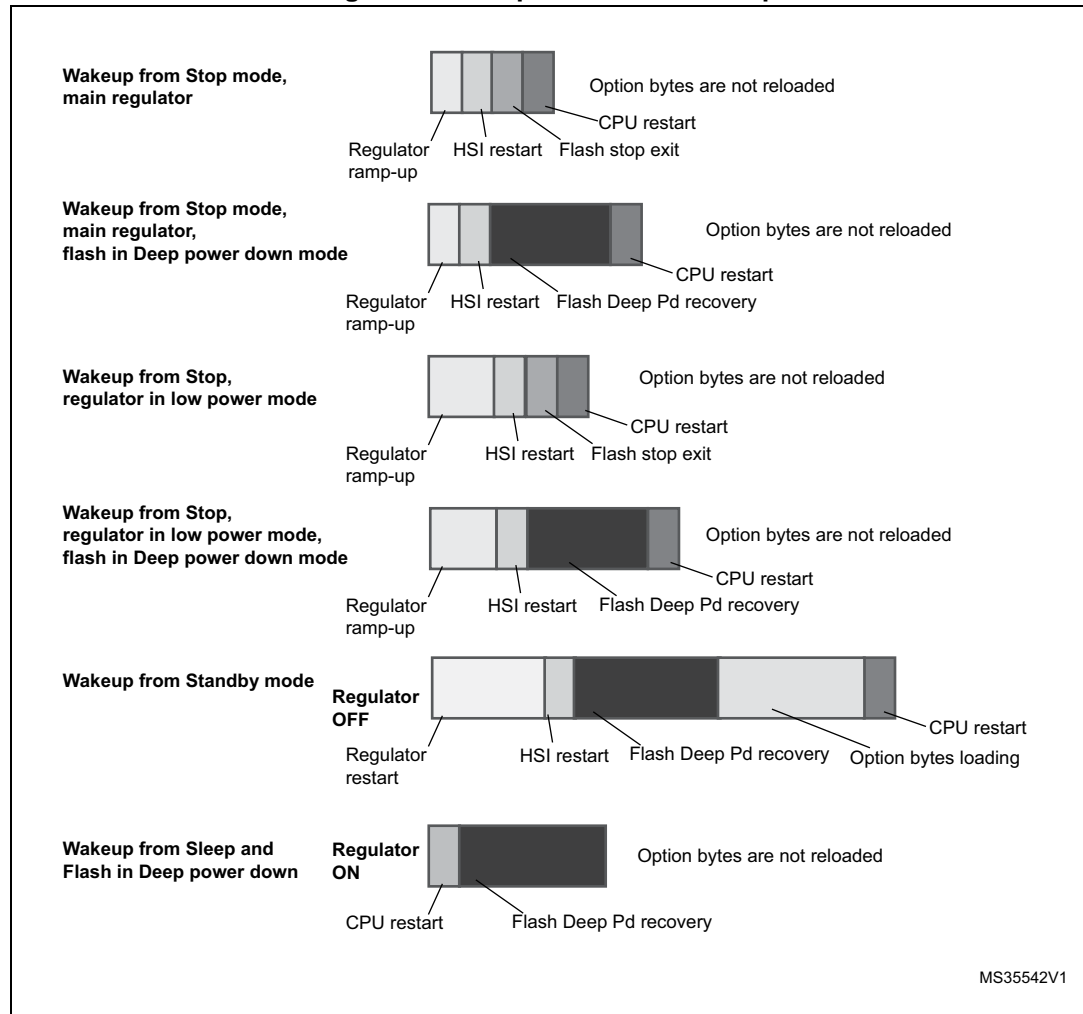 Wakeup from Stop mode,
main regulator
Option bytes are not reloaded
CPU restart
Regulator
ramp-up
HSI restart
Flash stop exit
Wakeup from Stop mode,
main regulator,
flash in Deep power down mode
Option bytes are not reloaded
CPU restart
Regulator
ramp-up
HSI restart
Flash Deep Pd recovery
Wakeup from Stop,
regulator in low power mode
Option bytes are not reloaded
CPU restart
Regulator
ramp-up
HSI restart
Flash stop exit
Wakeup from Stop,
regulator in low power mode,
flash in Deep power down mode
Option bytes are not reloaded
CPU restart
Regulator
ramp-up
HSI restart
Flash Deep Pd recovery
Wakeup from Standby mode
Regulator
OFF
CPU restart
Regulator
restart
HSI restart
Flash Deep Pd recovery
Option bytes loading
Wakeup from Sleep and
Flash in Deep power down
Regulator
ON
Option bytes are not reloaded
CPU restart
Flash Deep Pd recovery
MS35542V1